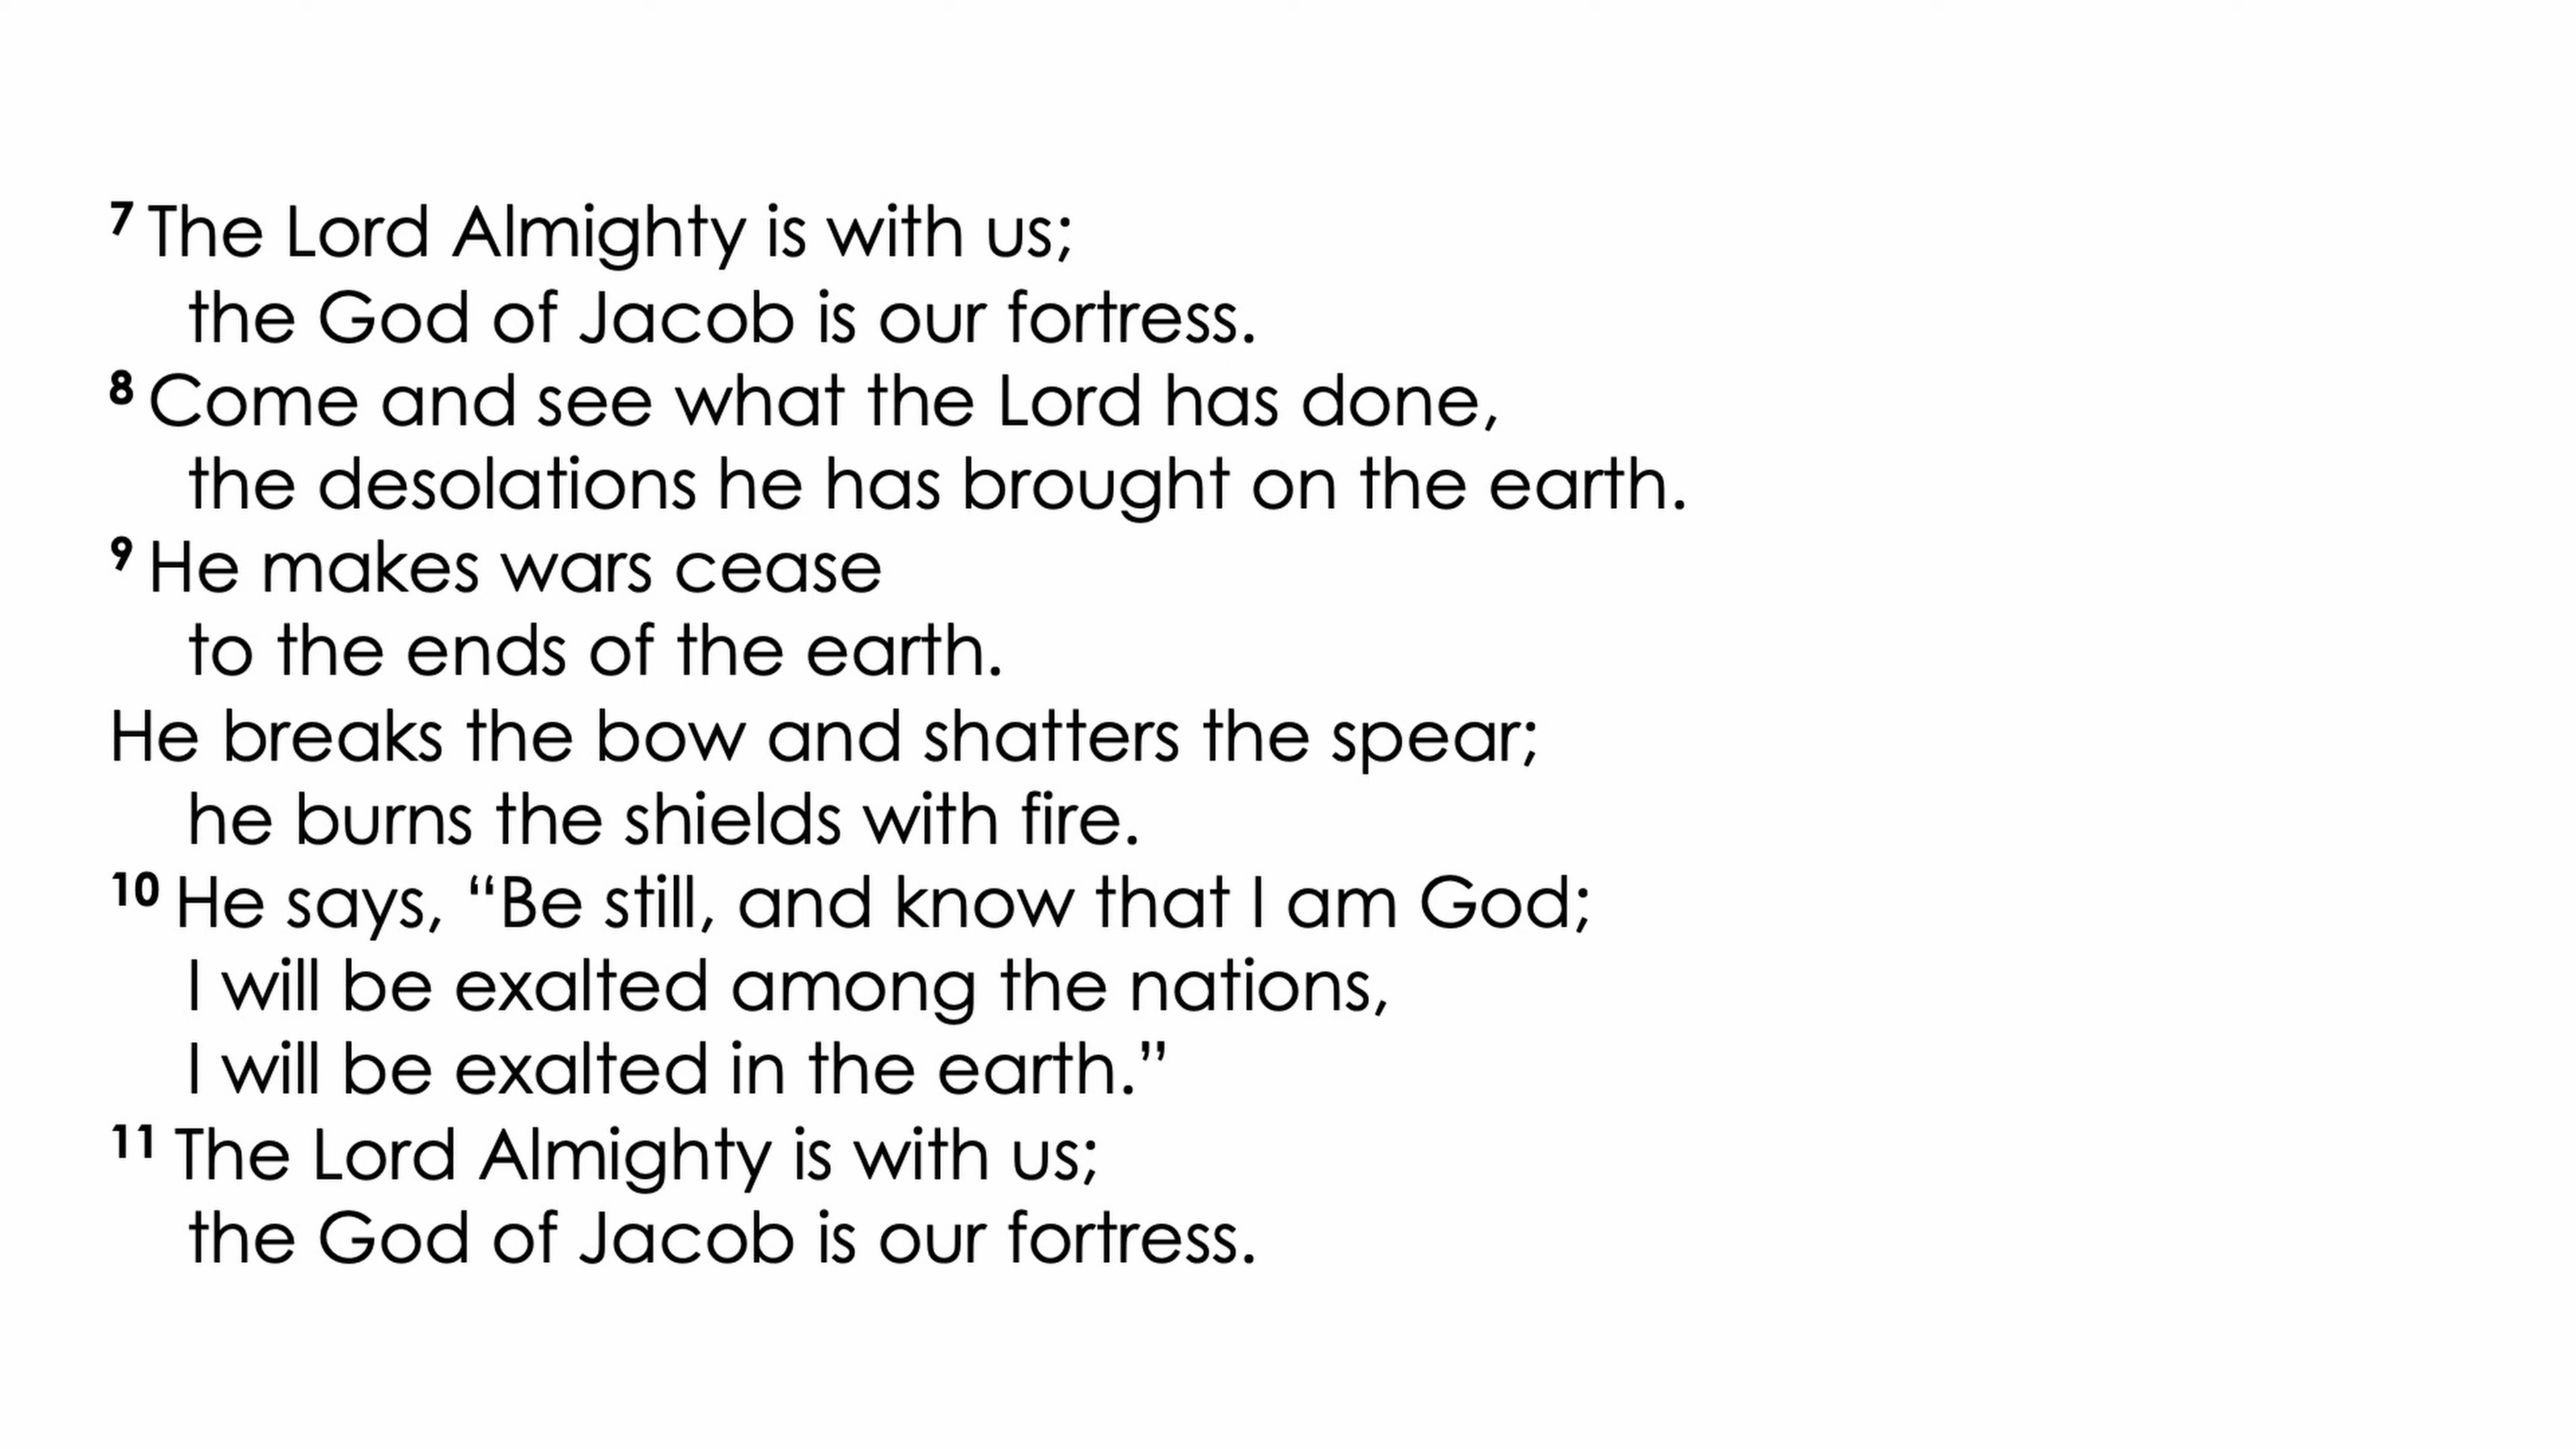 7 The Lord Almighty is with us;
the God of Jacob is our fortress.
8 Come and see what the Lord has done,
the desolations he has brought on the earth.
9 He makes wars cease
to the ends of the earth.
He breaks the bow and shatters the spear;
he burns the shields with fire.
10 He says, “Be still, and know that I am God;
I will be exalted among the nations,
I will be exalted in the earth.”
11 The Lord Almighty is with us;
the God of Jacob is our fortress.